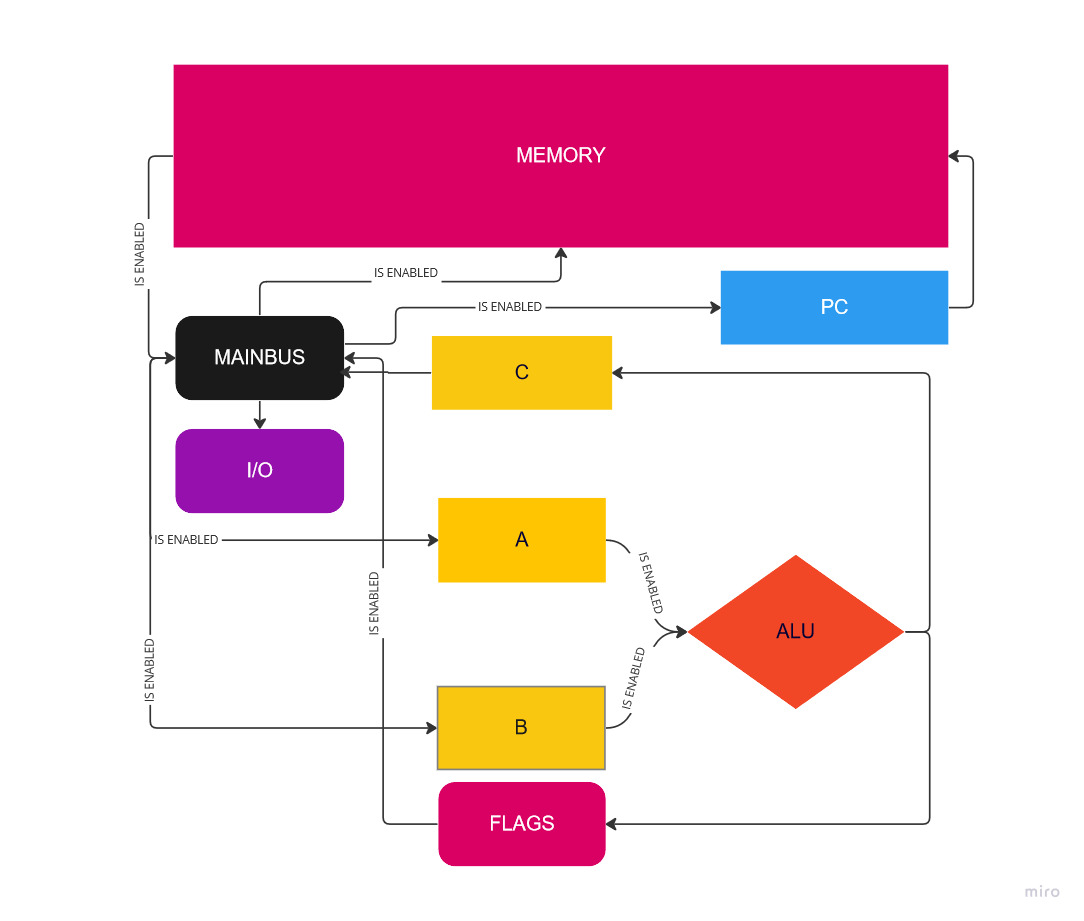 MEMORY
IS ENABLED
IS ENABLED
IS ENABLED
PC
MAINBUS
C
I/O
IS ENABLED
A
IS ENABLED
IS ENABLED
ALU
IS ENABLED
IS ENABLED
B
FLAGS
miro